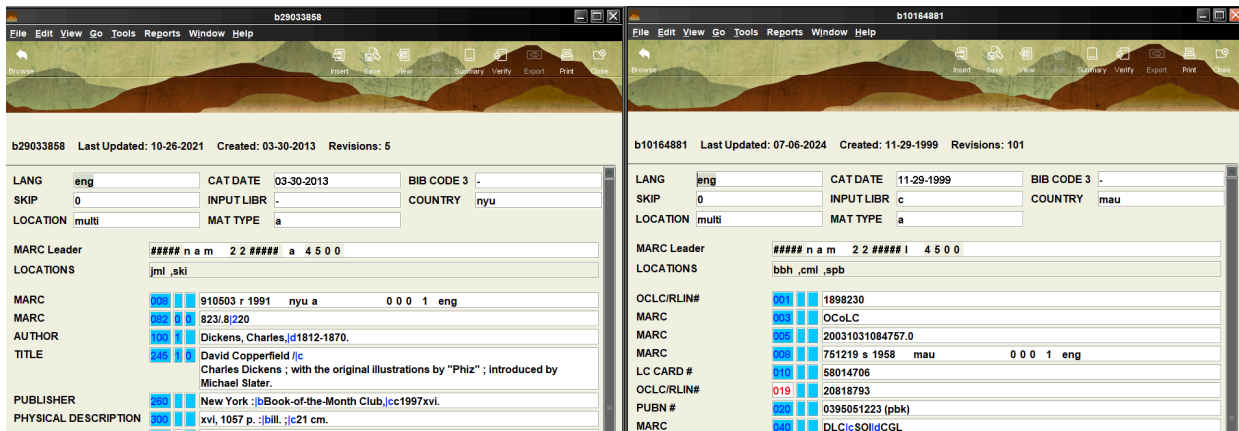 b29033858
File Edit View Go Tools Reports Window Help
Browse Insert Save View Summary Verify Export Print Close
b29033858 Last Updated: 10-26-2021 Created: 03-30-2013 Revisions: 5
LANG eng CAT DATE 03-30-2013 BIB CODE 3 -
SKIP 0 INPUT LIBR - COUNTRY nyu
LOCATION multi MAT TYPE a
MARC Leader ##### n a m 2 2 ##### a 4 5 0 0
LOCATIONS jml ,ski
MARC 008 910503 r 1991 nyu a 0 0 0 1 eng
MARC 082 0 0 823/.8|220
AUTHOR 100 1 Dickens, Charles,|d1812-1870.
TITLE 245 1 0 David Copperfield /|c
Charles Dickens ; with the original illustrations by "Phiz" ; introduced by
Michael Slater.
PUBLISHER 260 New York :|bBook-of-the-Month Club,|cc1997xvi.
PHYSICAL DESCRIPTION 300 xvi, 1057 p. :|bill. ;|c21 cm.
b10164881
File Edit View Go Tools Reports Window Help
Browse Insert Save View Summary Verify Export Print Close
b10164881 Last Updated: 07-06-2024 Created: 11-29-1999 Revisions: 101
LANG eng CAT DATE 11-29-1999 BIB CODE 3 -
SKIP 0 INPUT LIBR c COUNTRY mau
LOCATION multi MAT TYPE a
MARC Leader ##### n a m 2 2 ##### I 4 5 0 0
LOCATIONS bbh ,cml ,spb
OCLC/RLIN# 001 1898230
MARC 003 OCoLC
MARC 005 20031031084757.0
MARC 008 751219 s 1958 mau 0 0 0 1 eng
LC CARD # 010 58014706
OCLC/RLIN# 019 20818793
PUBN # 020 0395051223 (pbk)
MARC 040 DLC|cSOI|dCGL